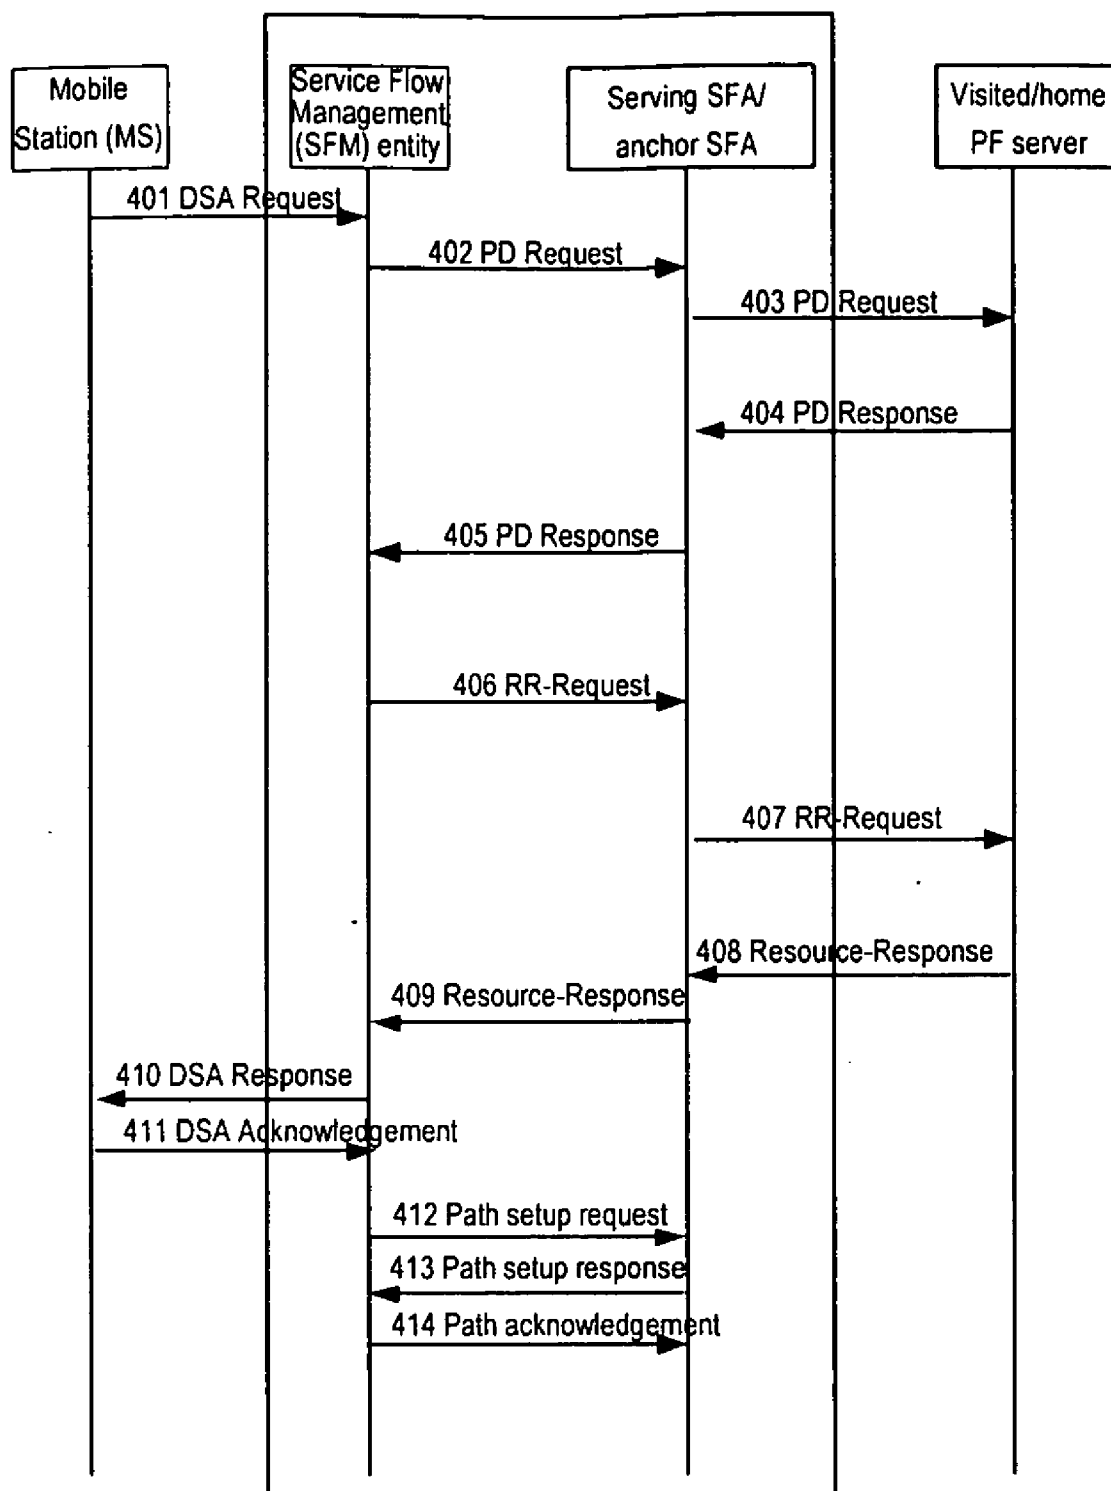 Mobile
Station (MS)
Service Flow
Management
(SFM) entity
Serving SFA/
anchor SFA
Visited/home
PF server
401 DSA Request
402 PD Request
403 PD Request
404 PD Response
405 PD Response
406 RR-Request
407 RR-Request
408 Resource-Response
409 Resource-Response
410 DSA Response
411 DSA Acknowledgement
412 Path setup request
413 Path setup response
414 Path acknowledgement